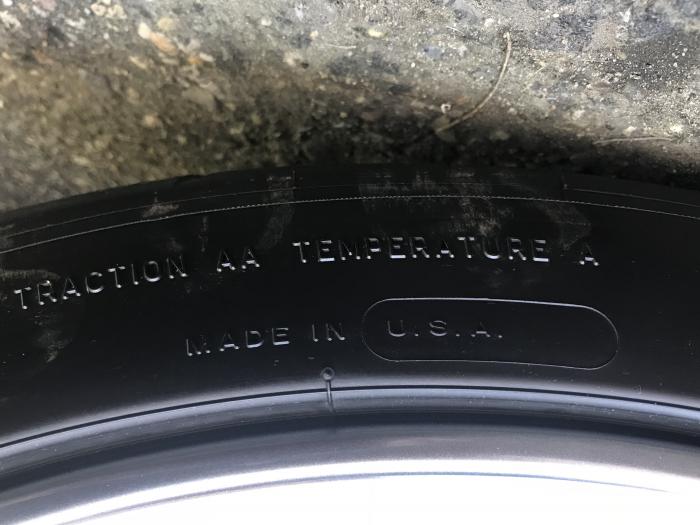 TRACTION AA TEMPERATURE A
MADE IN U.S.A.